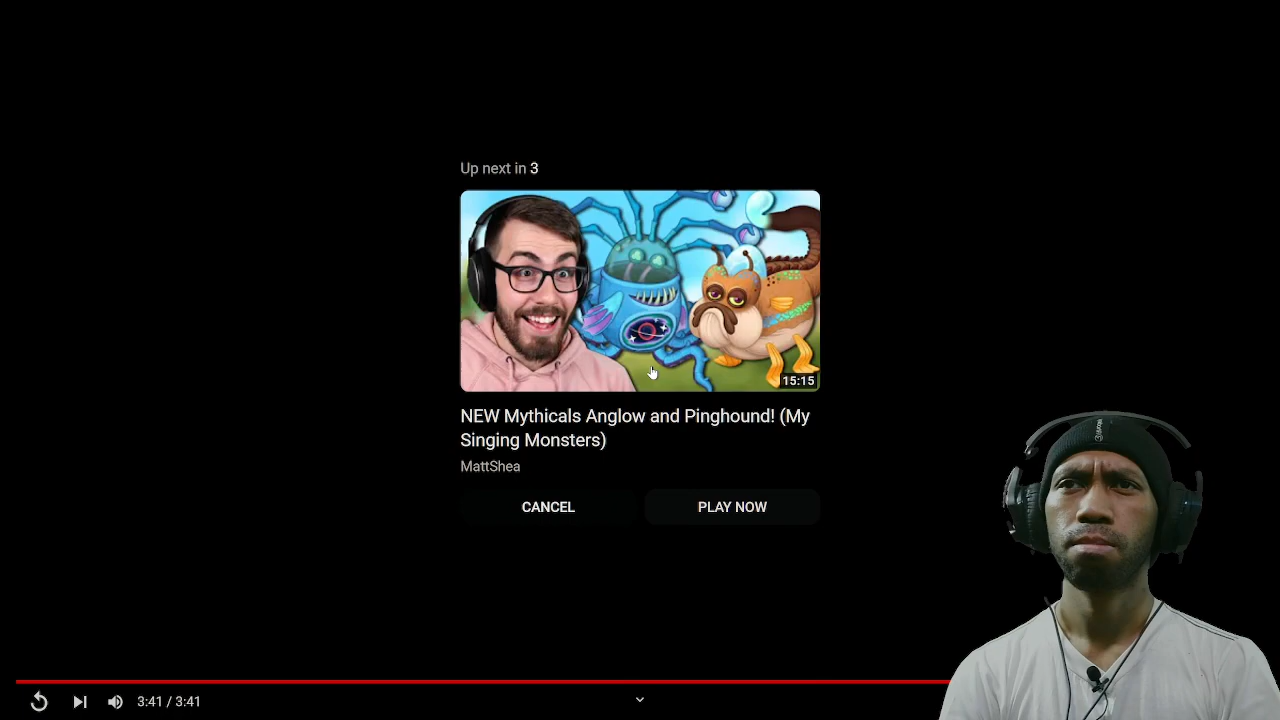 Up next in 3
15:15
NEW Mythicals Anglow and Pinghound! (My
Singing Monsters)
MattShea
CANCEL
PLAY NOW
3:41 / 3:41